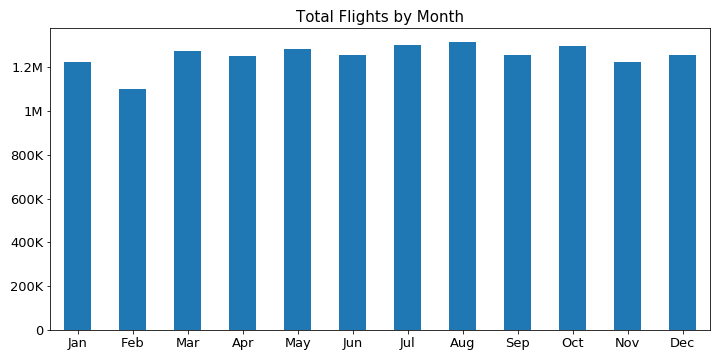 Total Flights by Month
1.2M
1M
800K
600K
400K
200K
0
Jan Feb Mar Apr May Jun Jul Aug Sep Oct Nov Dec